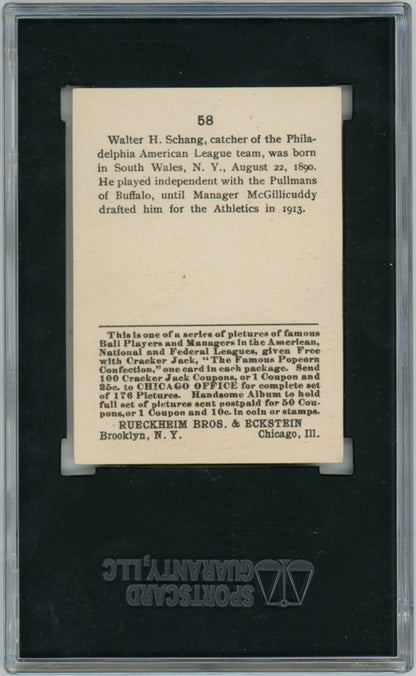 58
Walter H. Schang, catcher of the Phila-
delphia American League team, was born
in South Wales, N. Y., August 22, 1890.
He played independent with the Pullmans
of Buffalo, until Manager McGillicuddy
drafted him for the Athletics in 1913.
This is one of a series of pictures of famous
Ball Players and Managers in the American,
National and Federal Leagues, given Free
with Cracker Jack, "The Famous Popcorn
Confection," one card in each package. Send
100 Cracker Jack Coupons, or 1 Coupon and
25c. to CHICAGO OFFICE for complete set
of 176 Pictures. Handsome Album to hold
full set of pictures sent postpaid for 50 Cou-
pons, or 1 Coupon and 10c. in coin or stamps.
RUECKHEIM BROS. & ECKSTEIN
Brooklyn, N. Y. Chicago, Ill.
SPORTSCARD
GUARANTY, LLC